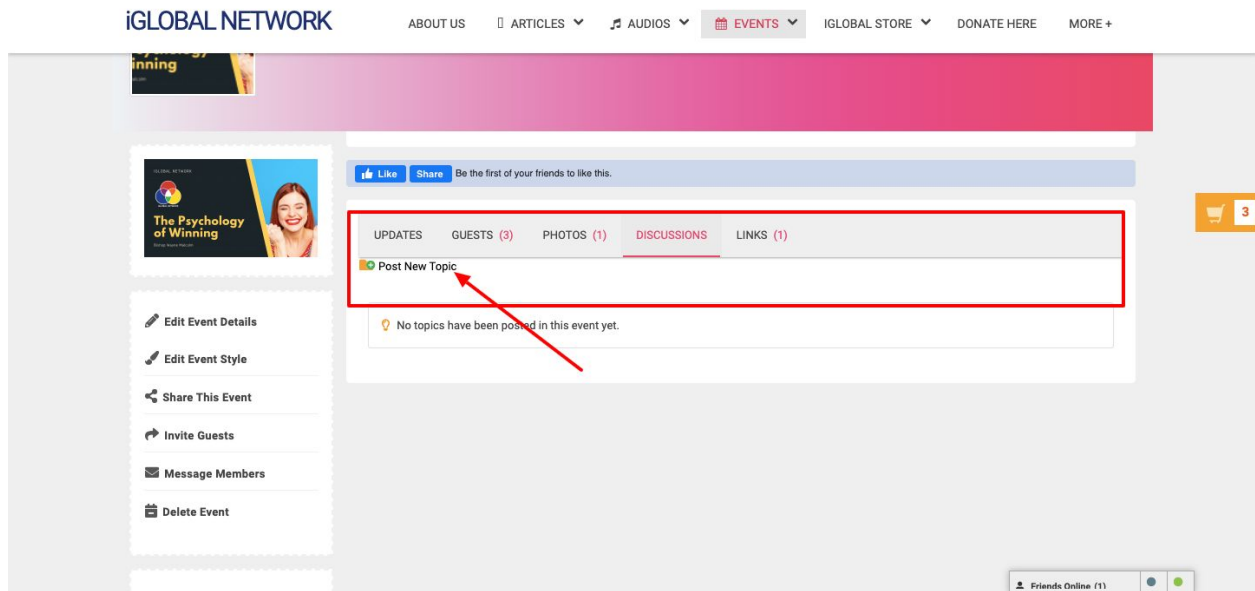 iGLOBAL NETWORK
ABOUT US ARTICLES AUDIOS EVENTS IGLOBAL STORE DONATE HERE MORE +
inning
iGLOBAL NETWORK
The Psychology
of Winning
Like Share Be the first of your friends to like this.
3
UPDATES GUESTS (3) PHOTOS (1) DISCUSSIONS LINKS (1)
Post New Topic
No topics have been posted in this event yet.
Edit Event Details
Edit Event Style
Share This Event
Invite Guests
Message Members
Delete Event
Friends Online (1)